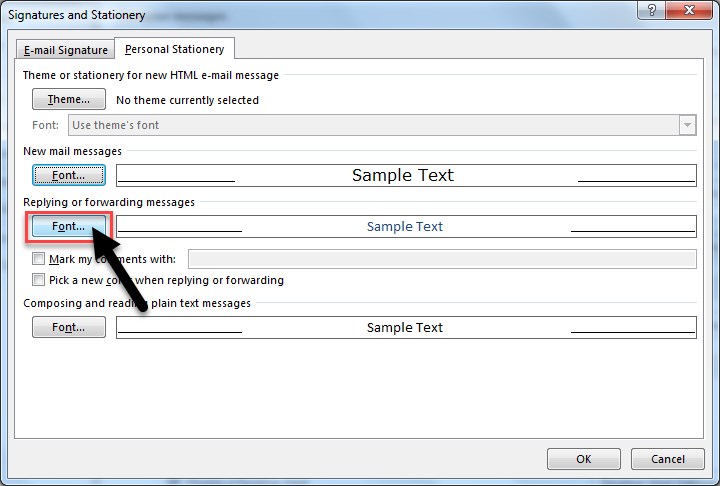 Signatures and Stationery
E-mail Signature Personal Stationery
Theme or stationery for new HTML e-mail message
Theme... No theme currently selected
Font: Use theme's font
New mail messages
Font... Sample Text
Replying or forwarding messages
Font... Sample Text
Mark my comments with:
Pick a new color when replying or forwarding
Composing and reading plain text messages
Font... Sample Text
OK Cancel